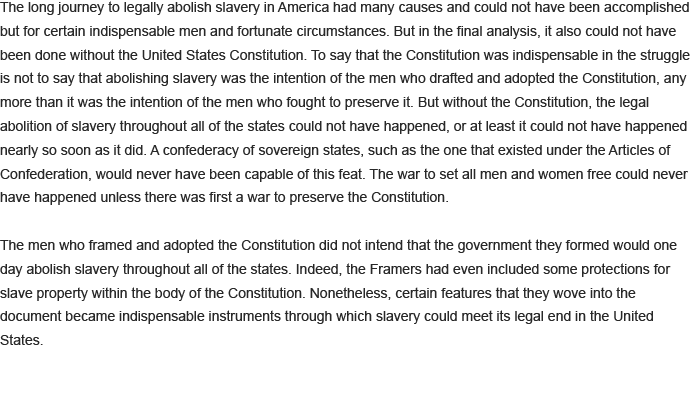 The long journey to legally abolish slavery in America had many causes and could not have been accomplished
but for certain indispensable men and fortunate circumstances. But in the final analysis, it also could not have
been done without the United States Constitution. To say that the Constitution was indispensable in the struggle
is not to say that abolishing slavery was the intention of the men who drafted and adopted the Constitution, any
more than it was the intention of the men who fought to preserve it. But without the Constitution, the legal
abolition of slavery throughout all of the states could not have happened, or at least it could not have happened
nearly so soon as it did. A confederacy of sovereign states, such as the one that existed under the Articles of
Confederation, would never have been capable of this feat. The war to set all men and women free could never
have happened unless there was first a war to preserve the Constitution.

The men who framed and adopted the Constitution did not intend that the government they formed would one
day abolish slavery throughout all of the states. Indeed, the Framers had even included some protections for
slave property within the body of the Constitution. Nonetheless, certain features that they wove into the
document became indispensable instruments through which slavery could meet its legal end in the United
States.